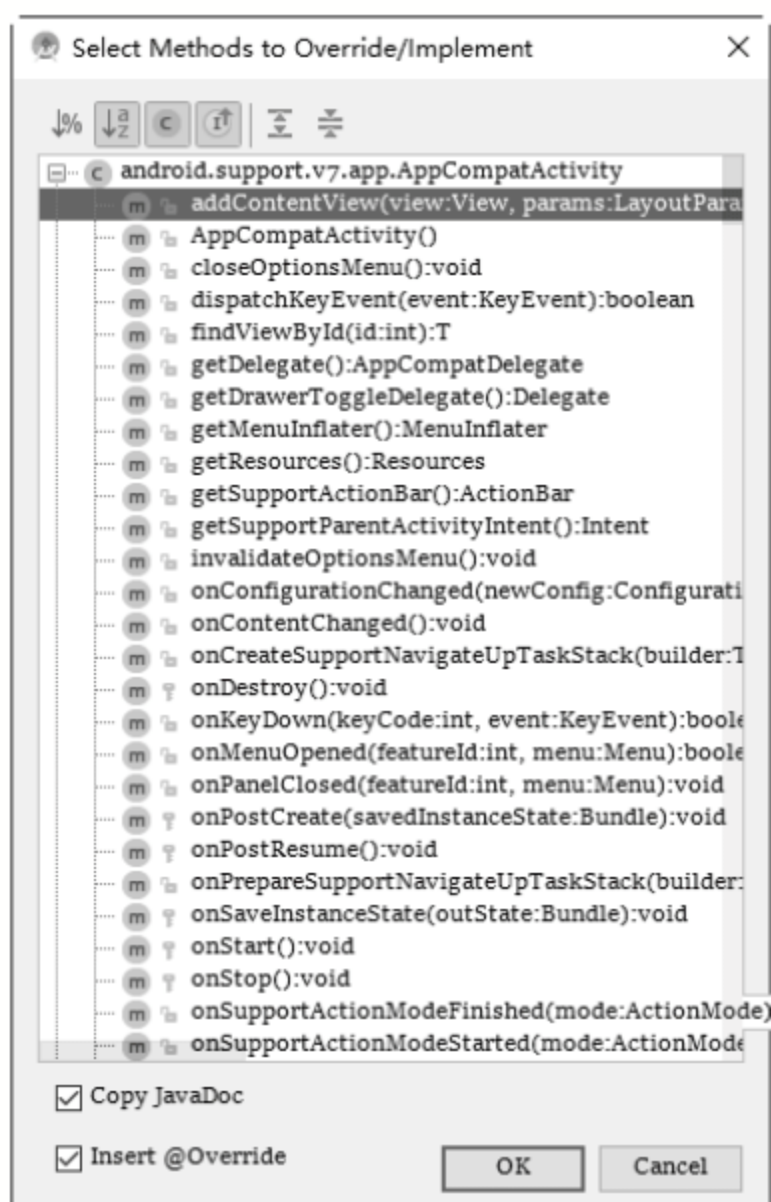 Select Methods to Override/Implement
android.support.v7.app.AppCompatActivity
addContentView(view:View, params:LayoutPara
AppCompatActivity()
closeOptionsMenu():void
dispatchKeyEvent(event:KeyEvent):boolean
findViewById(id:int):T
getDelegate():AppCompatDelegate
getDrawerToggleDelegate():Delegate
getMenuInflater():MenuInflater
getResources():Resources
getSupportActionBar():ActionBar
getSupportParentActivityIntent():Intent
invalidateOptionsMenu():void
onConfigurationChanged(newConfig:Configurati
onContentChanged():void
onCreateSupportNavigateUpTaskStack(builder:T
onDestroy():void
onKeyDown(keyCode:int, event:KeyEvent):boole
onMenuOpened(featureId:int, menu:Menu):boole
onPanelClosed(featureId:int, menu:Menu):void
onPostCreate(savedInstanceState:Bundle):void
onPostResume():void
onPrepareSupportNavigateUpTaskStack(builder:
onSaveInstanceState(outState:Bundle):void
onStart():void
onStop():void
onSupportActionModeFinished(mode:ActionMode)
onSupportActionModeStarted(mode:ActionMode
Copy JavaDoc
Insert @Override
OK Cancel